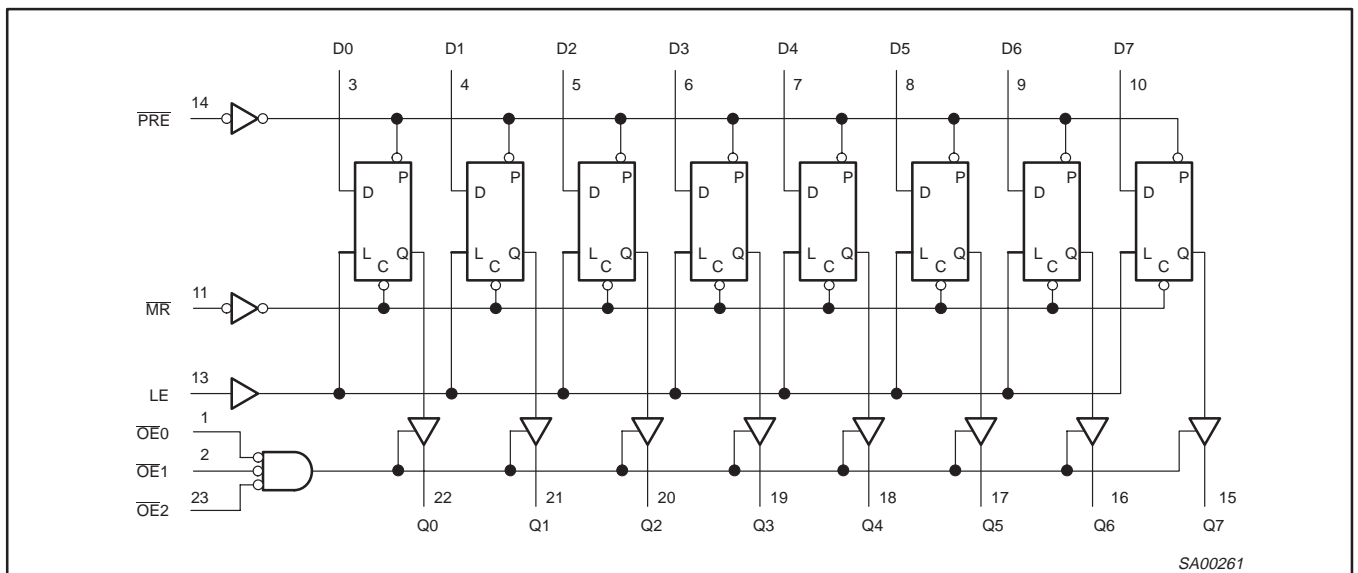 D0 D1 D2 D3 D4 D5 D6 D7
3 4 5 6 7 8 9 10
14
PRE
P P P P P P P P
D D D D D D D D
L Q L Q L Q L Q L Q L Q L Q L Q
C C C C C C C C
11
MR
13
LE
1
OE0
2
OE1
23
OE2
22 21 20 19 18 17 16 15
Q0 Q1 Q2 Q3 Q4 Q5 Q6 Q7
SA00261